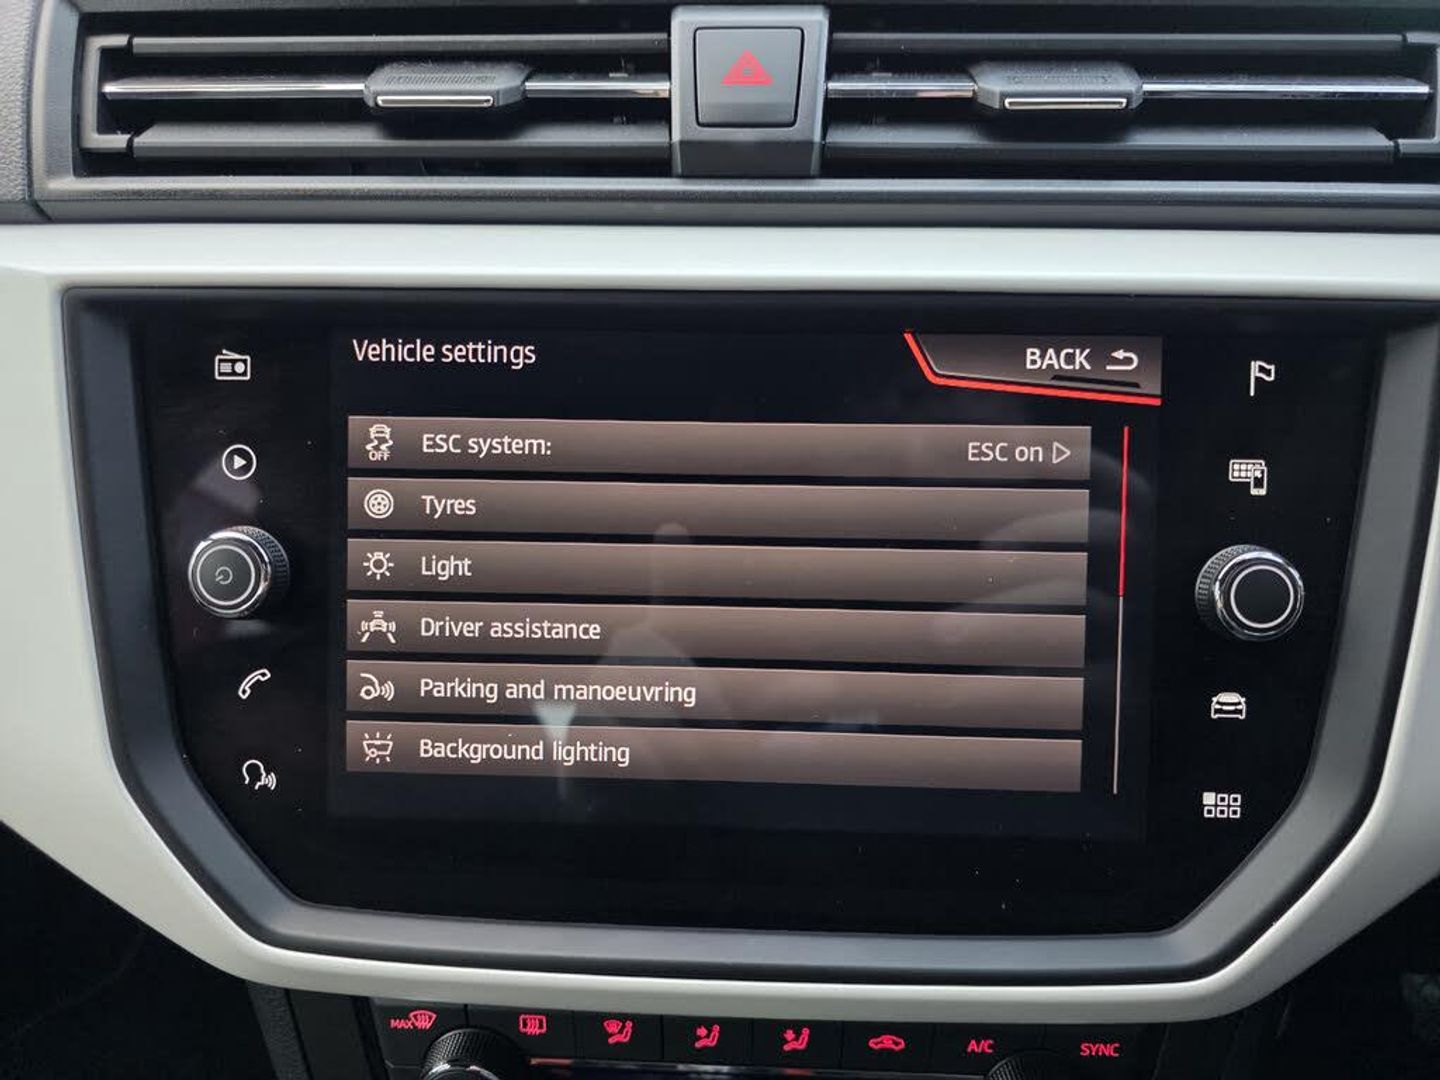 Vehicle settings
BACK
OFF
ESC system:
ESC on
Tyres
Light
Driver assistance
Parking and manoeuvring
Background lighting
MAX
A/C
SYNC